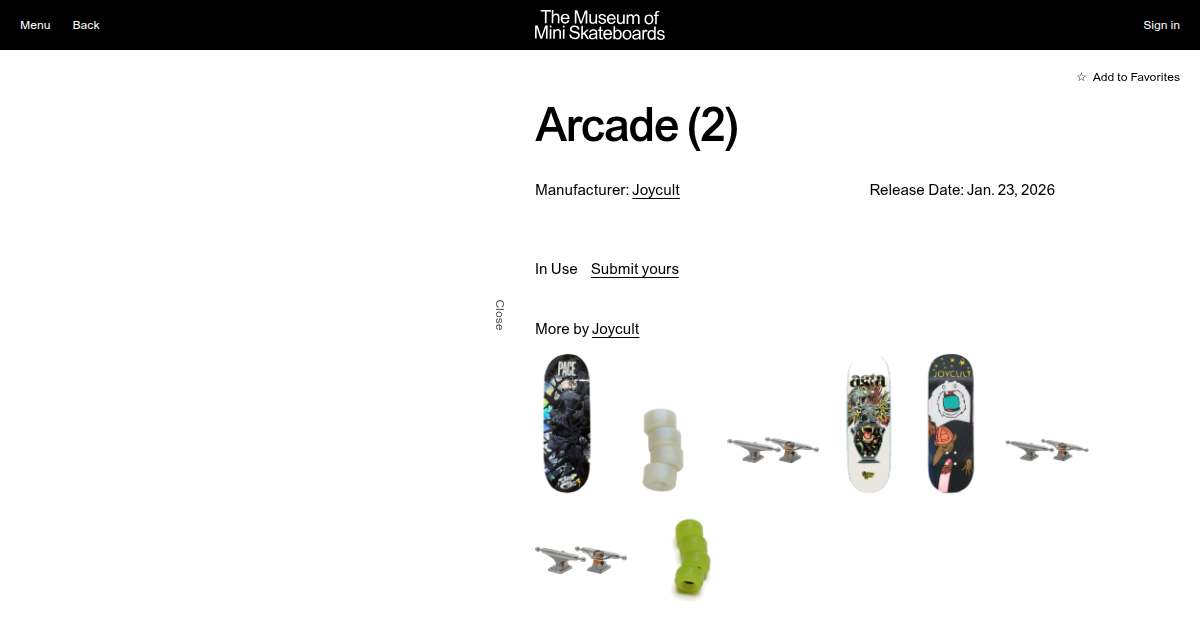 Menu
Back
The Museum of
Mini Skateboards
Sign in
☆ Add to Favorites
Arcade (2)
Manufacturer: Joycult
Release Date: Jan. 23, 2026
In Use
Submit yours
Close
More by Joycult
PACE
asta
JOYCULT